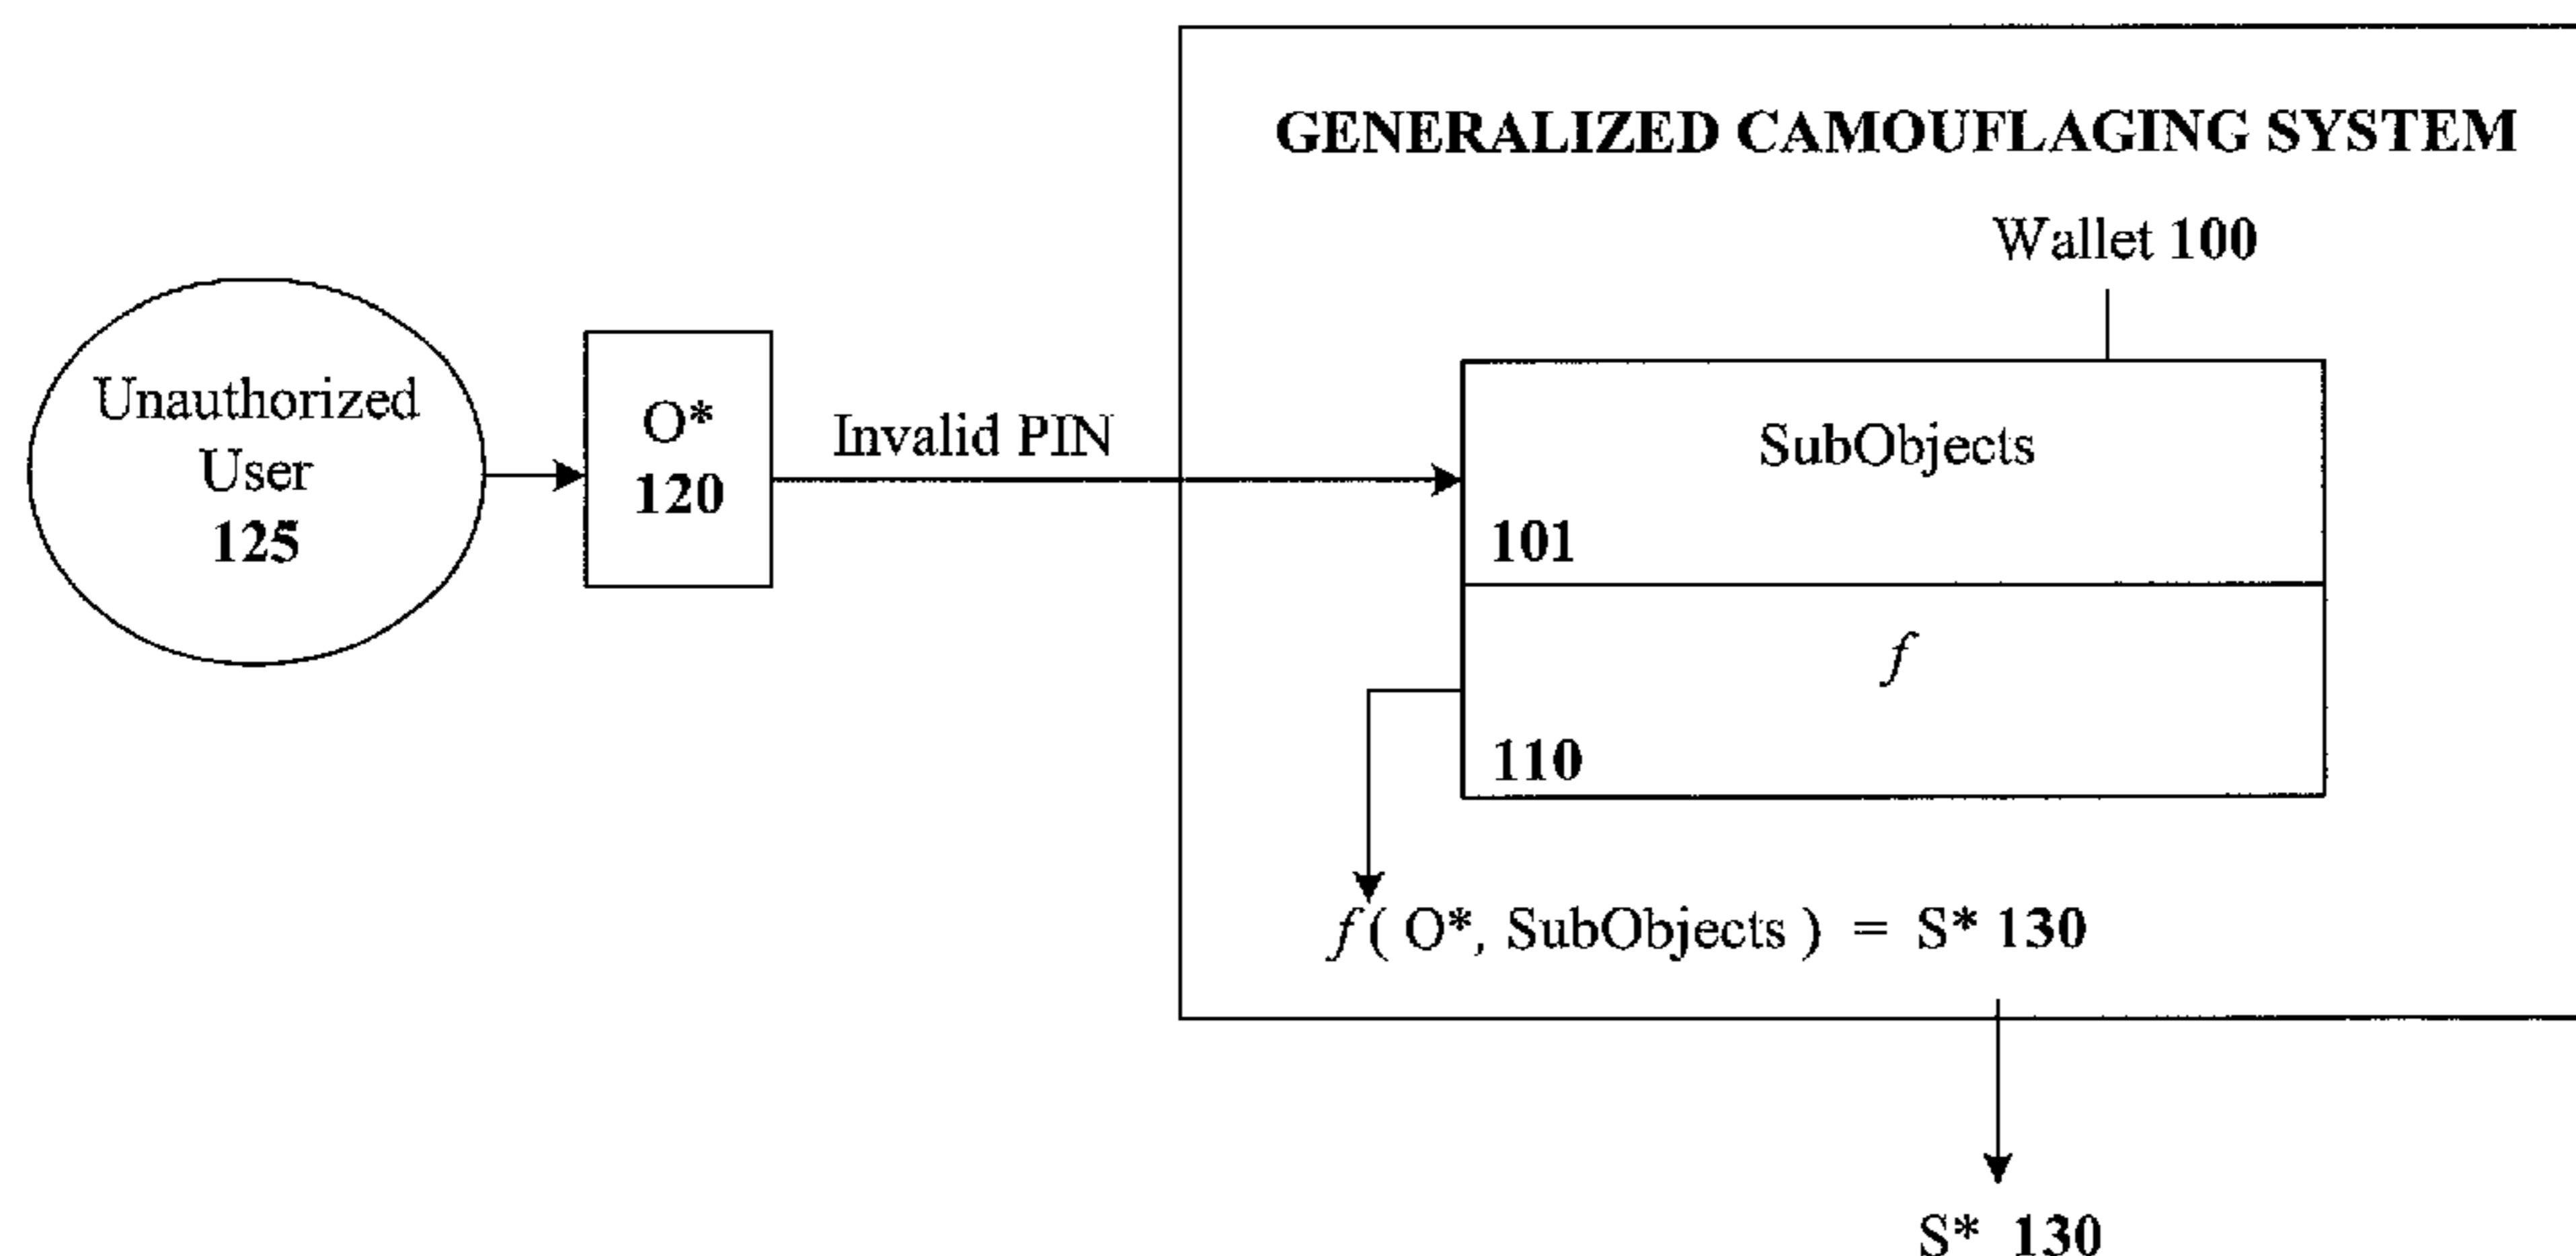 GENERALIZED CAMOUFLAGING SYSTEM
Wallet 100
Unauthorized
User
125
O*
120
Invalid PIN
SubObjects
101
f
110
f( O*, SubObjects ) = S* 130
S* 130